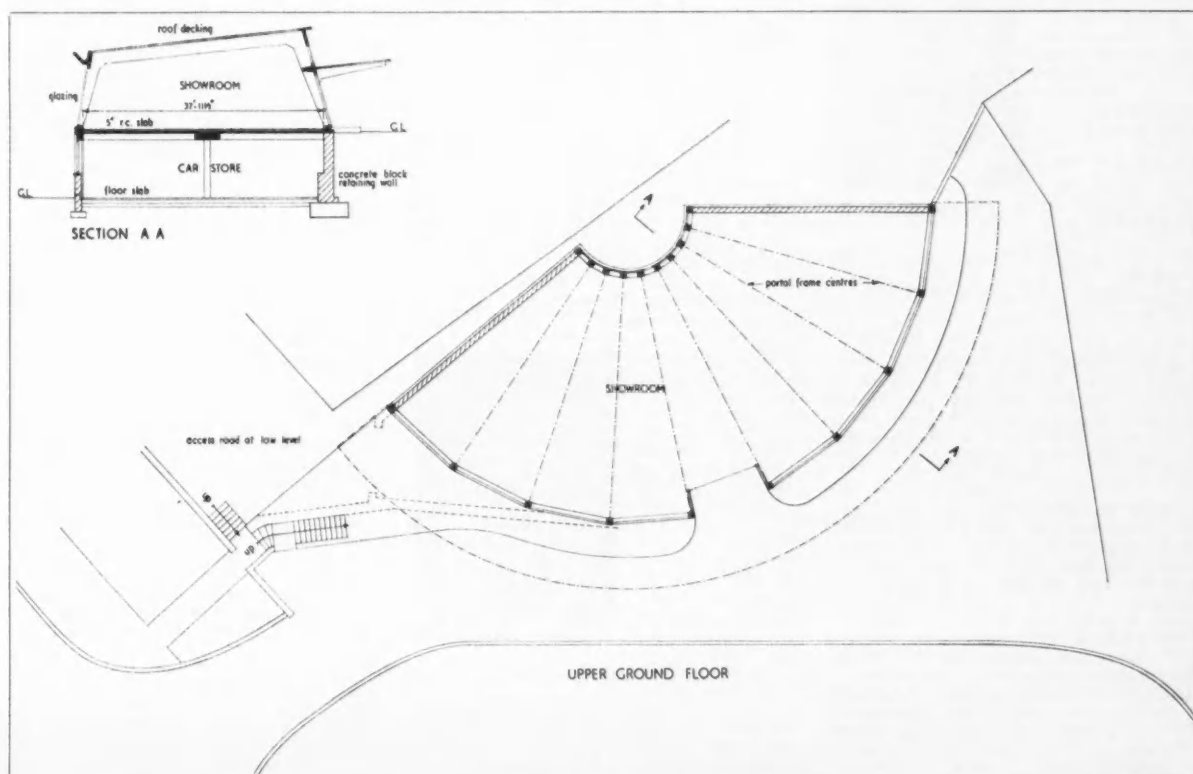 roof decking
SHOWROOM
glazing
37'-11½"
5" r.c. slab
G.L
CAR STORE
concrete block
retaining wall
G.L
floor slab
SECTION A A
A
portal frame centres
SHOWROOM
access road at low level
A
up
UPPER GROUND FLOOR